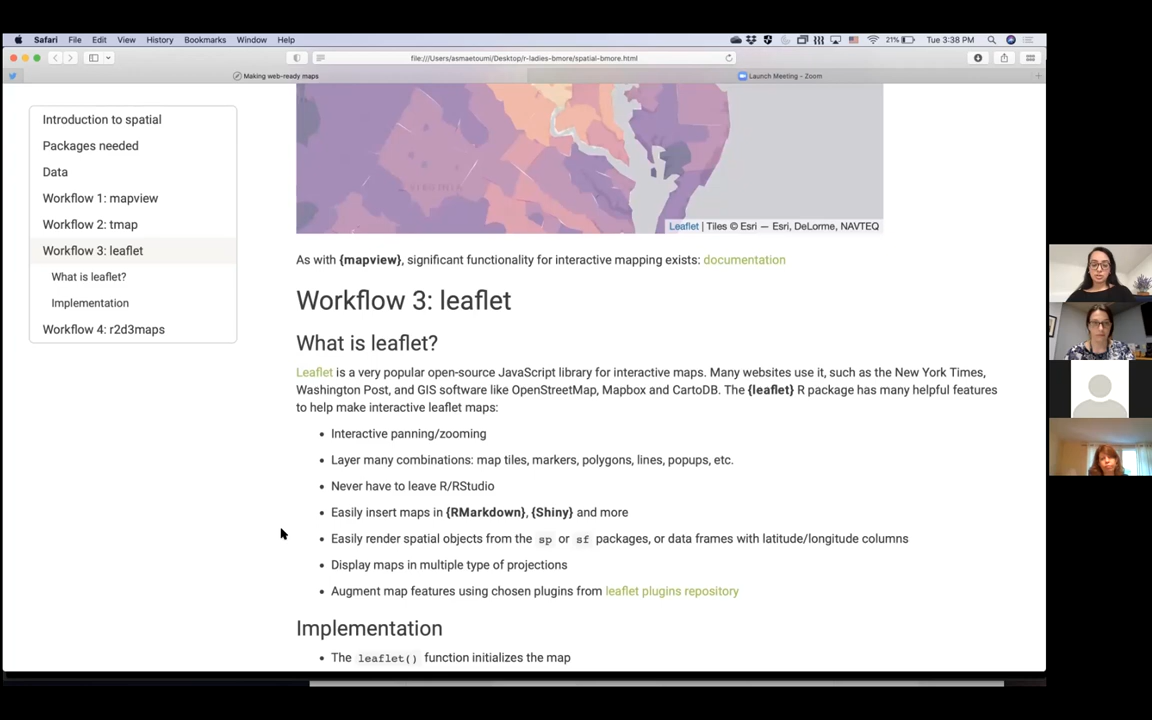 Safari File Edit View History Bookmarks Window Help
21% Tue 3:38 PM
file:///Users/asmaetoumi/Desktop/r-ladies-bmore/spatial-bmore.html
Making web-ready maps
Launch Meeting - Zoom
Introduction to spatial
Packages needed
Data
Workflow 1: mapview
Workflow 2: tmap
Workflow 3: leaflet
What is leaflet?
Implementation
Workflow 4: r2d3maps
VIRGINIA
Leaflet | Tiles © Esri — Esri, DeLorme, NAVTEQ
As with {mapview}, significant functionality for interactive mapping exists: documentation
Workflow 3: leaflet
What is leaflet?
Leaflet is a very popular open-source JavaScript library for interactive maps. Many websites use it, such as the New York Times,
Washington Post, and GIS software like OpenStreetMap, Mapbox and CartoDB. The {leaflet} R package has many helpful features
to help make interactive leaflet maps:
• Interactive panning/zooming
• Layer many combinations: map tiles, markers, polygons, lines, popups, etc.
• Never have to leave R/RStudio
• Easily insert maps in {RMarkdown}, {Shiny} and more
• Easily render spatial objects from the sp or sf packages, or data frames with latitude/longitude columns
• Display maps in multiple type of projections
• Augment map features using chosen plugins from leaflet plugins repository
Implementation
• The leaflet() function initializes the map